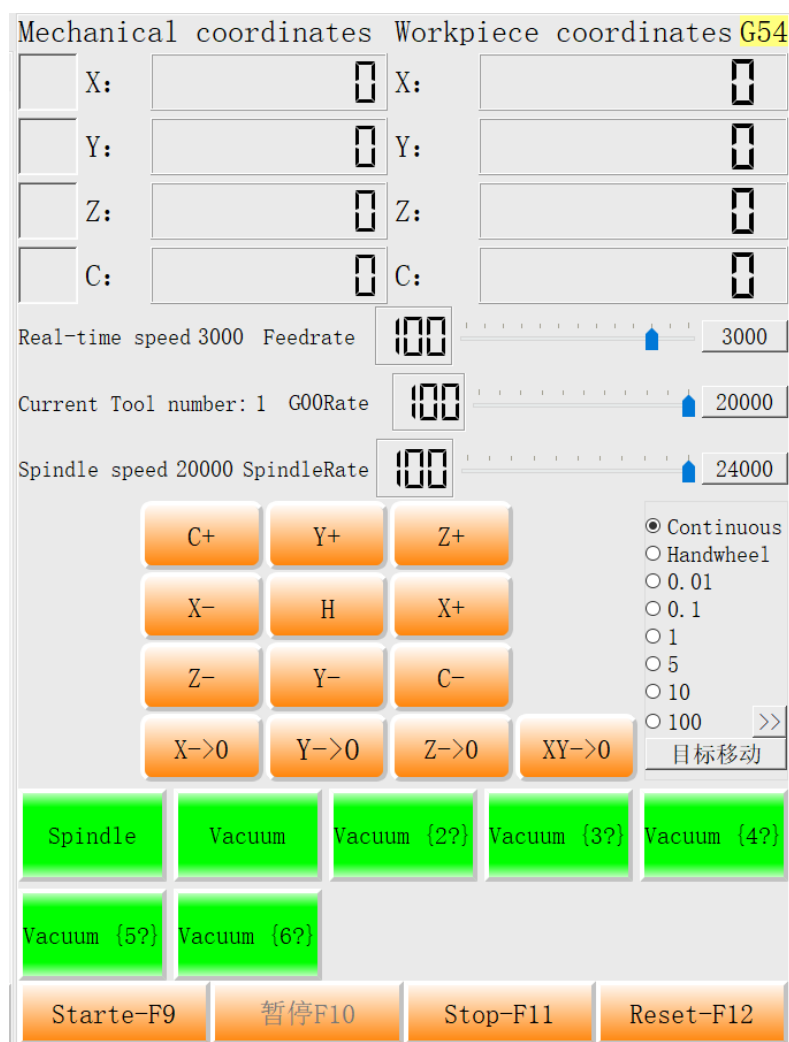 Mechanical coordinates Workpiece coordinates G54
X: 0 X: 0
Y: 0 Y: 0
Z: 0 Z: 0
C: 0 C: 0
Real-time speed 3000 Feedrate 100 3000
Current Tool number: 1 G00Rate 100 20000
Spindle speed 20000 SpindleRate 100 24000
C+ Y+ Z+
X- H X+
Z- Y- C-
X->0 Y->0 Z->0 XY->0
Continuous
Handwheel
0.01
0.1
1
5
10
100 >>
目标移动
Spindle Vacuum Vacuum {2?} Vacuum {3?} Vacuum {4?}
Vacuum {5?} Vacuum {6?}
Starte-F9 暂停F10 Stop-F11 Reset-F12